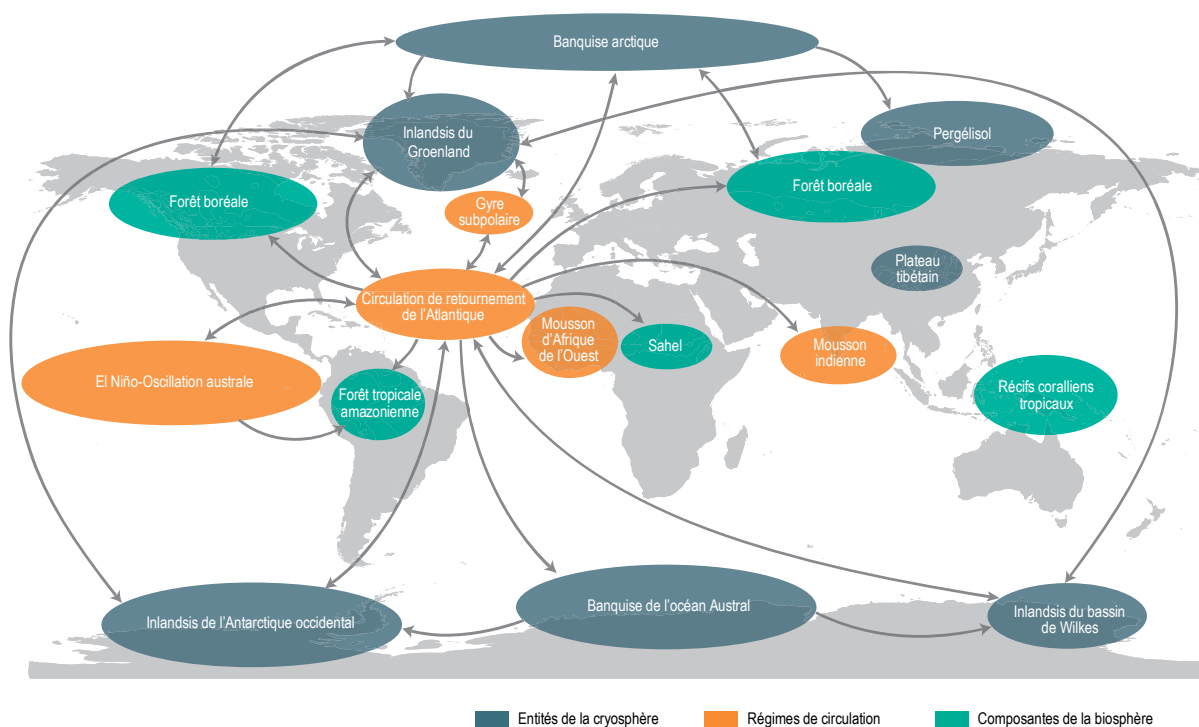 Banquise arctique
Inlandsis du
Groenland
Pergélisol
Forêt boréale
Forêt boréale
Gyre
subpolaire
Plateau
tibétain
Circulation de retournement
de l'Atlantique
Mousson
d'Afrique
de l'Ouest
Sahel
Mousson
indienne
El Niño-Oscillation australe
Forêt tropicale
amazonienne
Récifs coralliens
tropicaux
Inlandsis de l'Antarctique occidental
Banquise de l'océan Austral
Inlandsis du bassin
de Wilkes
Entités de la cryosphère
Régimes de circulation
Composantes de la biosphère